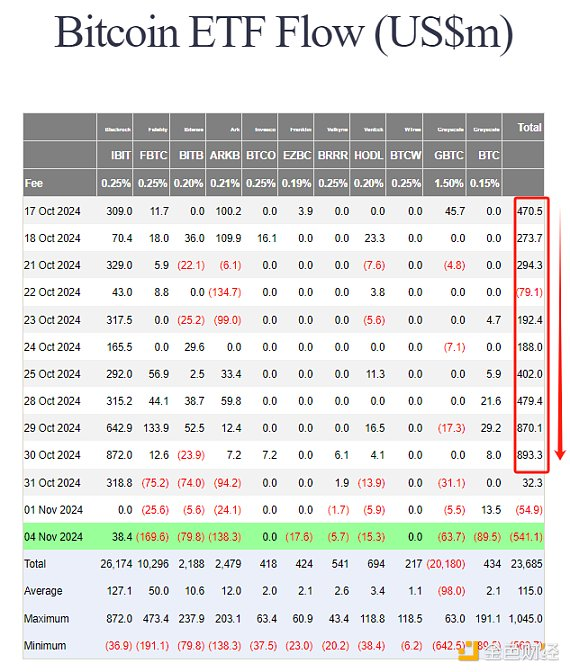 Bitcoin ETF Flow (US$m)
Blackrock Fidelity Bitwise Ark Invesco Franklin Valkyrie VanEck WTree Grayscale Grayscale Total
IBIT FBTC BITB ARKB BTCO EZBC BRRR HODL BTCW GBTC BTC
Fee 0.25% 0.25% 0.20% 0.21% 0.25% 0.19% 0.25% 0.20% 0.25% 1.50% 0.15%
17 Oct 2024 309.0 11.7 0.0 100.2 0.0 3.9 0.0 0.0 0.0 45.7 0.0 470.5
18 Oct 2024 70.4 18.0 36.0 109.9 16.1 0.0 0.0 23.3 0.0 0.0 0.0 273.7
21 Oct 2024 329.0 5.9 (22.1) (6.1) 0.0 0.0 0.0 (7.6) 0.0 (4.8) 0.0 294.3
22 Oct 2024 43.0 8.8 0.0 (134.7) 0.0 0.0 0.0 3.8 0.0 0.0 0.0 (79.1)
23 Oct 2024 317.5 0.0 (25.2) (99.0) 0.0 0.0 0.0 (5.6) 0.0 0.0 4.7 192.4
24 Oct 2024 165.5 0.0 29.6 0.0 0.0 0.0 0.0 0.0 0.0 (7.1) 0.0 188.0
25 Oct 2024 292.0 56.9 2.5 33.4 0.0 0.0 0.0 11.3 0.0 0.0 5.9 402.0
28 Oct 2024 315.2 44.1 38.7 59.8 0.0 0.0 0.0 0.0 0.0 0.0 21.6 479.4
29 Oct 2024 642.9 133.9 52.5 12.4 0.0 0.0 0.0 16.5 0.0 (17.3) 29.2 870.1
30 Oct 2024 872.0 12.6 (23.9) 7.2 7.2 0.0 6.1 4.1 0.0 0.0 8.0 893.3
31 Oct 2024 318.8 (75.2) (74.0) (94.2) 0.0 0.0 1.9 (13.9) 0.0 (31.1) 0.0 32.3
01 Nov 2024 0.0 (25.6) (5.6) (24.1) 0.0 0.0 (1.7) (5.9) 0.0 (5.5) 13.5 (54.9)
04 Nov 2024 38.4 (169.6) (79.8) (138.3) 0.0 (17.6) (5.7) (15.3) 0.0 (63.7) (89.5) (541.1)
Total 26,174 10,296 2,188 2,479 418 424 541 694 217 (20,180) 434 23,685
Average 127.1 50.0 10.6 12.0 2.0 2.1 2.6 3.4 1.1 (98.0) 2.1 115.0
Maximum 872.0 473.4 237.9 203.1 63.4 60.9 43.4 118.8 118.5 63.0 191.1 1,045.0
Minimum (36.9) (191.1) (79.8) (138.3) (37.5) (23.0) (20.2) (38.4) (6.2) (642.5)
金色财经